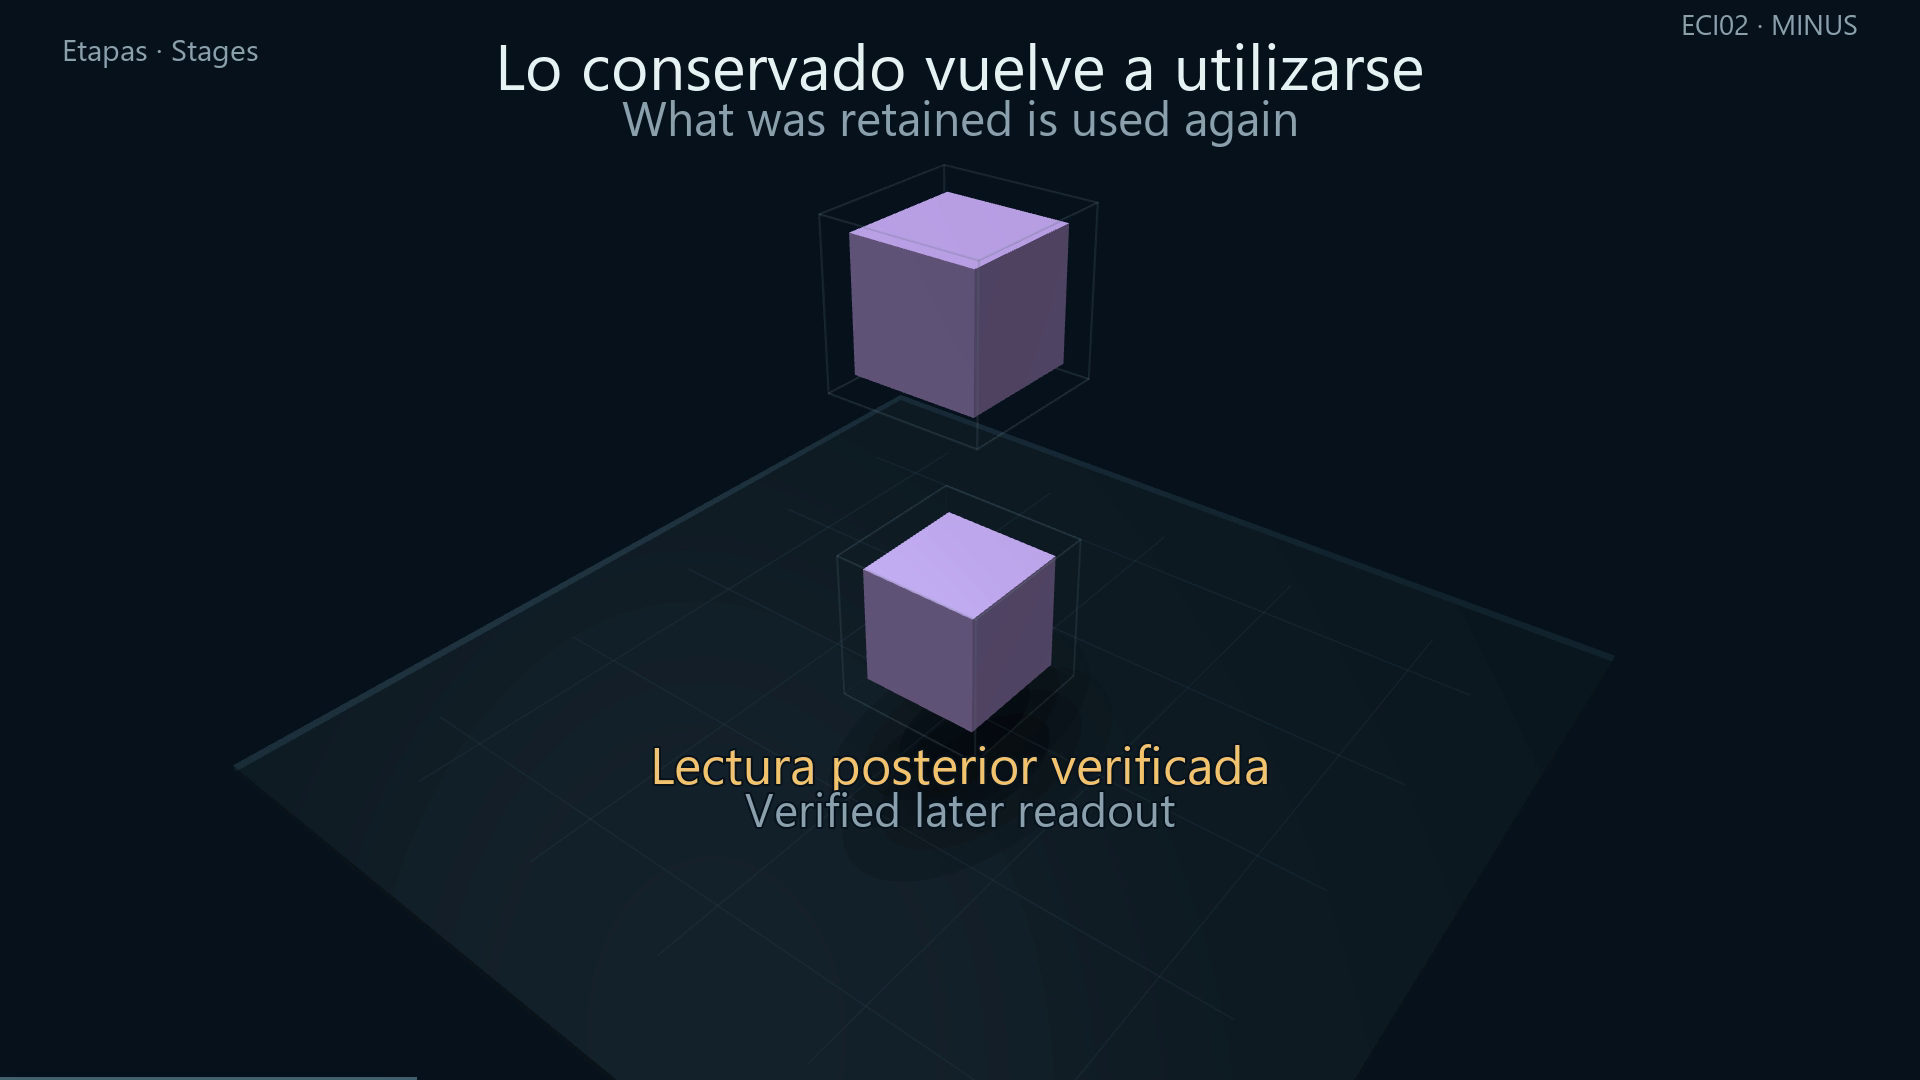 Etapas · Stages
ECI02 · MINUS
Lo conservado vuelve a utilizarse
What was retained is used again
Lectura posterior verificada
Verified later readout